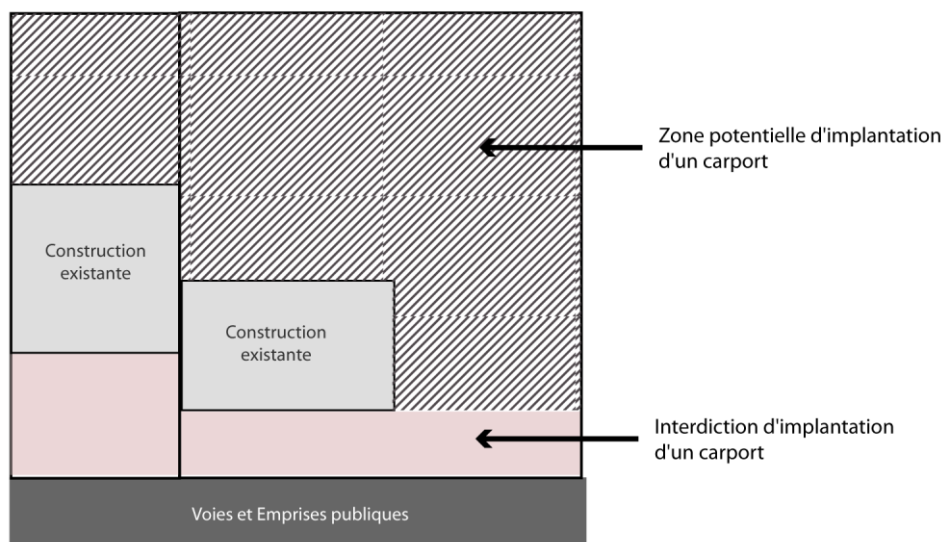 Zone potentielle d'implantation
d'un carport
Construction
existante
Construction
existante
Interdiction d'implantation
d'un carport
Voies et Emprises publiques